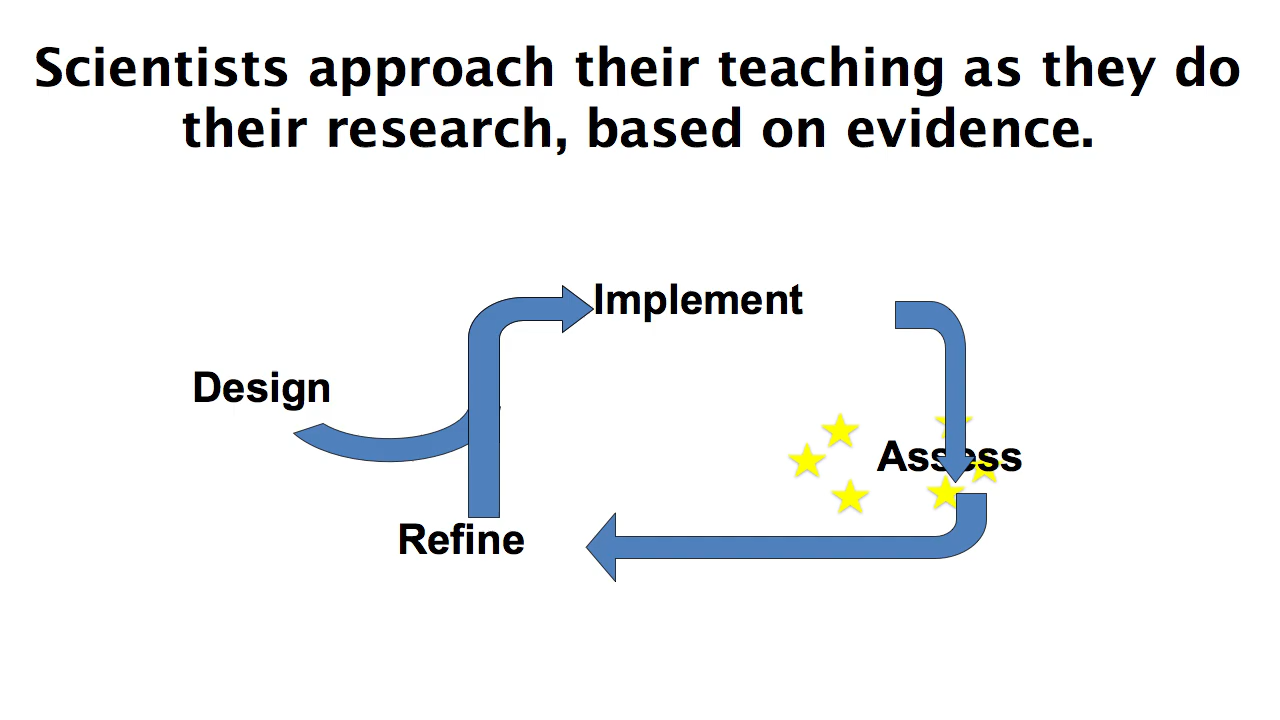 Scientists approach their teaching as they do
their research, based on evidence.
Implement
Design
Assess
Refine